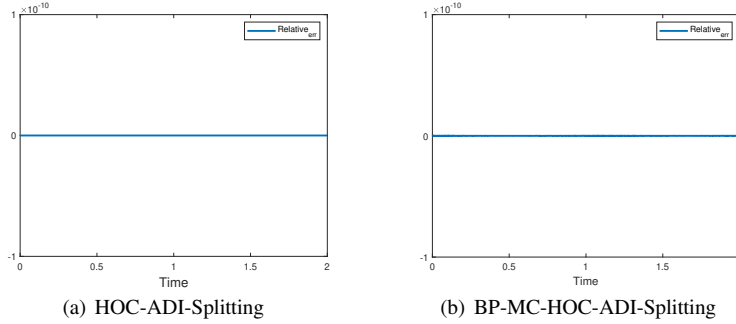 ×10⁻¹⁰
1
Relative_err
0
-1
0 0.5 1 1.5 2
Time
(a) HOC-ADI-Splitting
×10⁻¹⁰
1
Relative_err
0
-1
0 0.5 1 1.5
Time
(b) BP-MC-HOC-ADI-Splitting